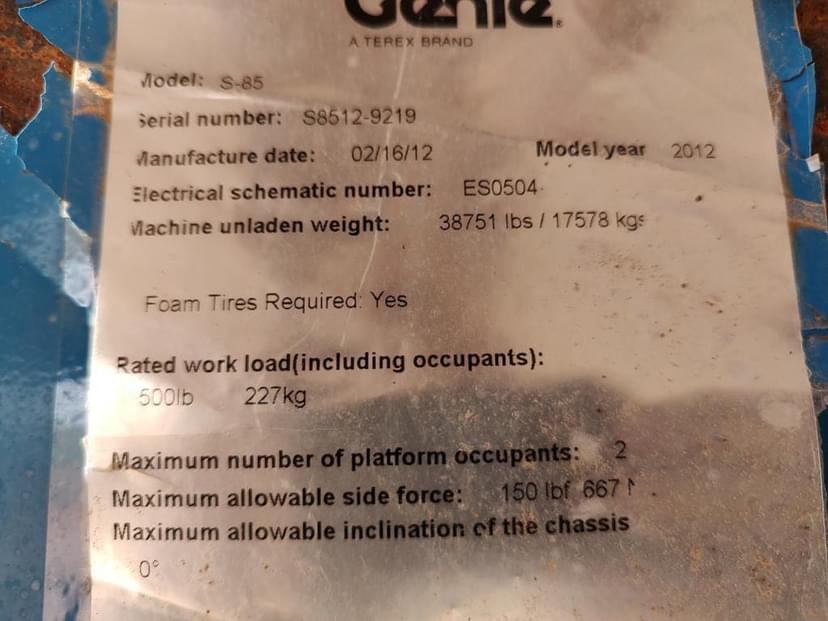 Genie®
A TEREX BRAND
Model: S-85
Serial number: S8512-9219
Manufacture date: 02/16/12 Model year 2012
Electrical schematic number: ES0504
Machine unladen weight: 38751 lbs / 17578 kgs
Foam Tires Required: Yes
Rated work load(including occupants):
500lb 227kg
Maximum number of platform occupants: 2
Maximum allowable side force: 150 lbf 667 N
Maximum allowable inclination of the chassis
0°